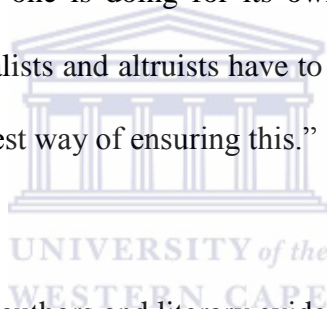 one is doing for its own
alists and altruists have to
est way of ensuring this.”
UNIVERSITY of the
WESTERN CAPE
authors and literary evide